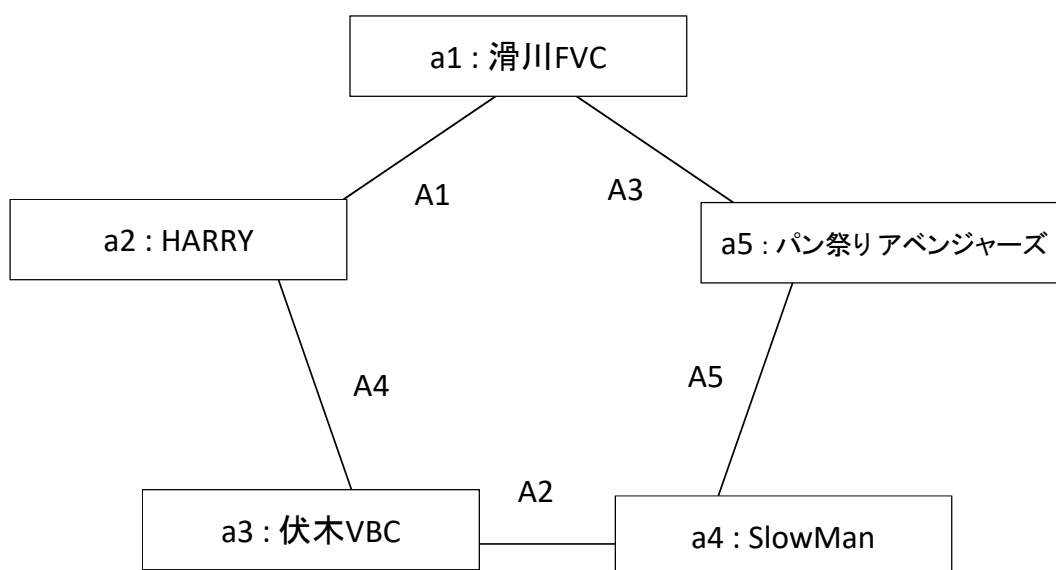 a1 : 滑川FVC
A1
A3
a2 : HARRY
a5 : パン祭り アベンジャーズ
A4
A5
A2
a3 : 伏木VBC
a4 : SlowMan